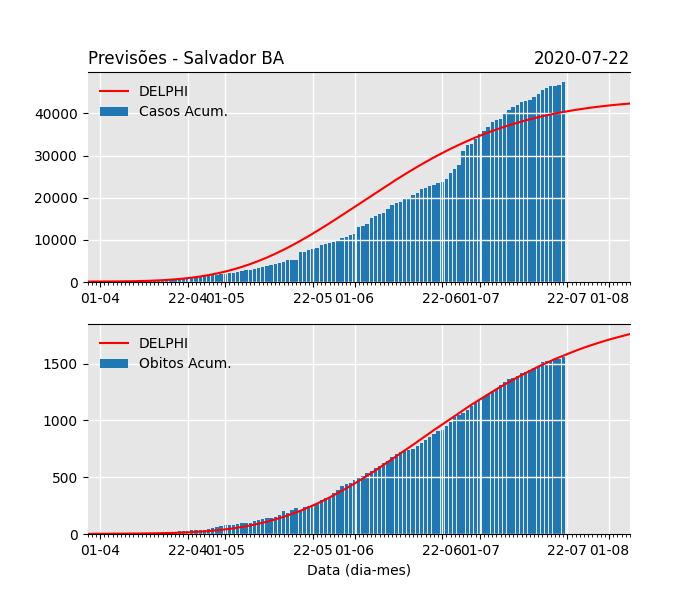 Previsões - Salvador BA 2020-07-22
DELPHI
Casos Acum.
40000
30000
20000
10000
0
01-04 22-04 01-05 22-05 01-06 22-06 01-07 22-07 01-08
DELPHI
Obitos Acum.
1500
1000
500
0
01-04 22-04 01-05 22-05 01-06 22-06 01-07 22-07 01-08
Data (dia-mes)